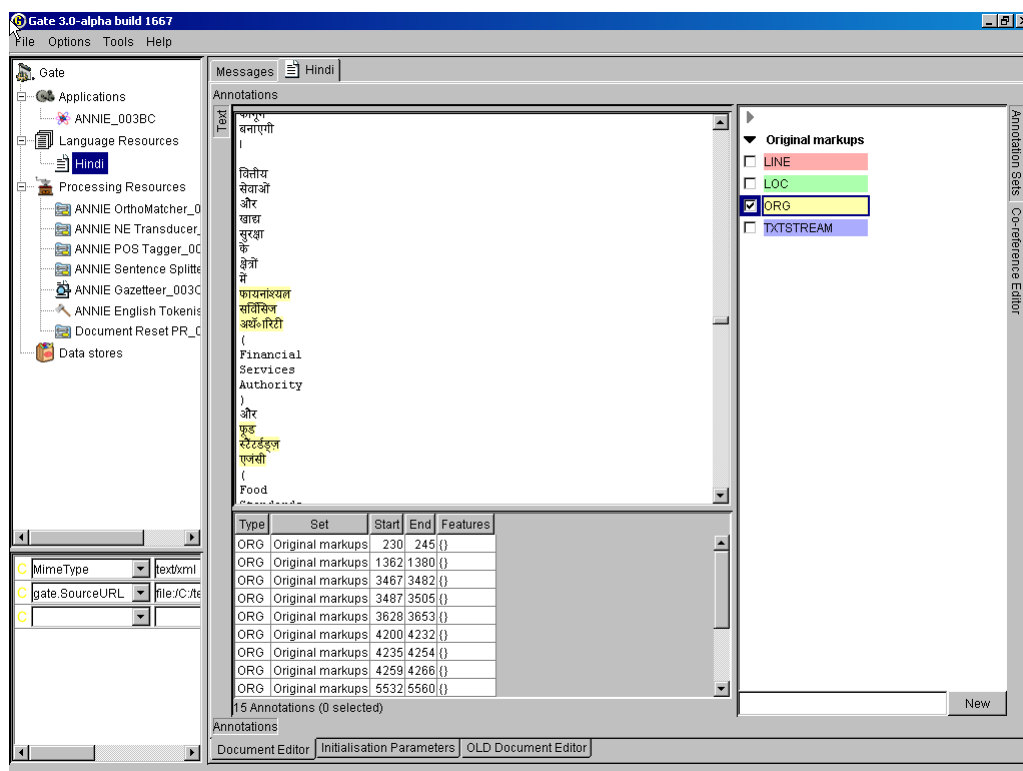 Gate 3.0-alpha build 1667
File Options Tools Help
Gate
Applications
ANNIE_003BC
Language Resources
Hindi
Processing Resources
ANNIE OrthoMatcher_0
ANNIE NE Transducer_
ANNIE POS Tagger_00
ANNIE Sentence Splitte
ANNIE Gazetteer_003C
ANNIE English Tokenis
Document Reset PR_0
Data stores
C MimeType text/xml
C gate.SourceURL file:/C:/te
C
Messages Hindi
Annotations
Text
बनाएगी
।
वित्तीय
सेवाओं
और
खाद्य
सुरक्षा
के
क्षेत्रों
में
फायनांश्यल
सर्विसिज
अथॅारिटी
(
Financial
Services
Authority
)
और
फूड
स्टैंटर्डड्ज़
एजंसी
(
Food
Type Set Start End Features
ORG Original markups 230 245 {}
ORG Original markups 1362 1380 {}
ORG Original markups 3467 3482 {}
ORG Original markups 3487 3505 {}
ORG Original markups 3628 3653 {}
ORG Original markups 4200 4232 {}
ORG Original markups 4235 4254 {}
ORG Original markups 4259 4266 {}
ORG Original markups 5532 5560 {}
15 Annotations (0 selected)
Annotations
Document Editor Initialisation Parameters OLD Document Editor
Original markups
LINE
LOC
ORG
TXTSTREAM
New
Annotation Sets
Co-reference Editor